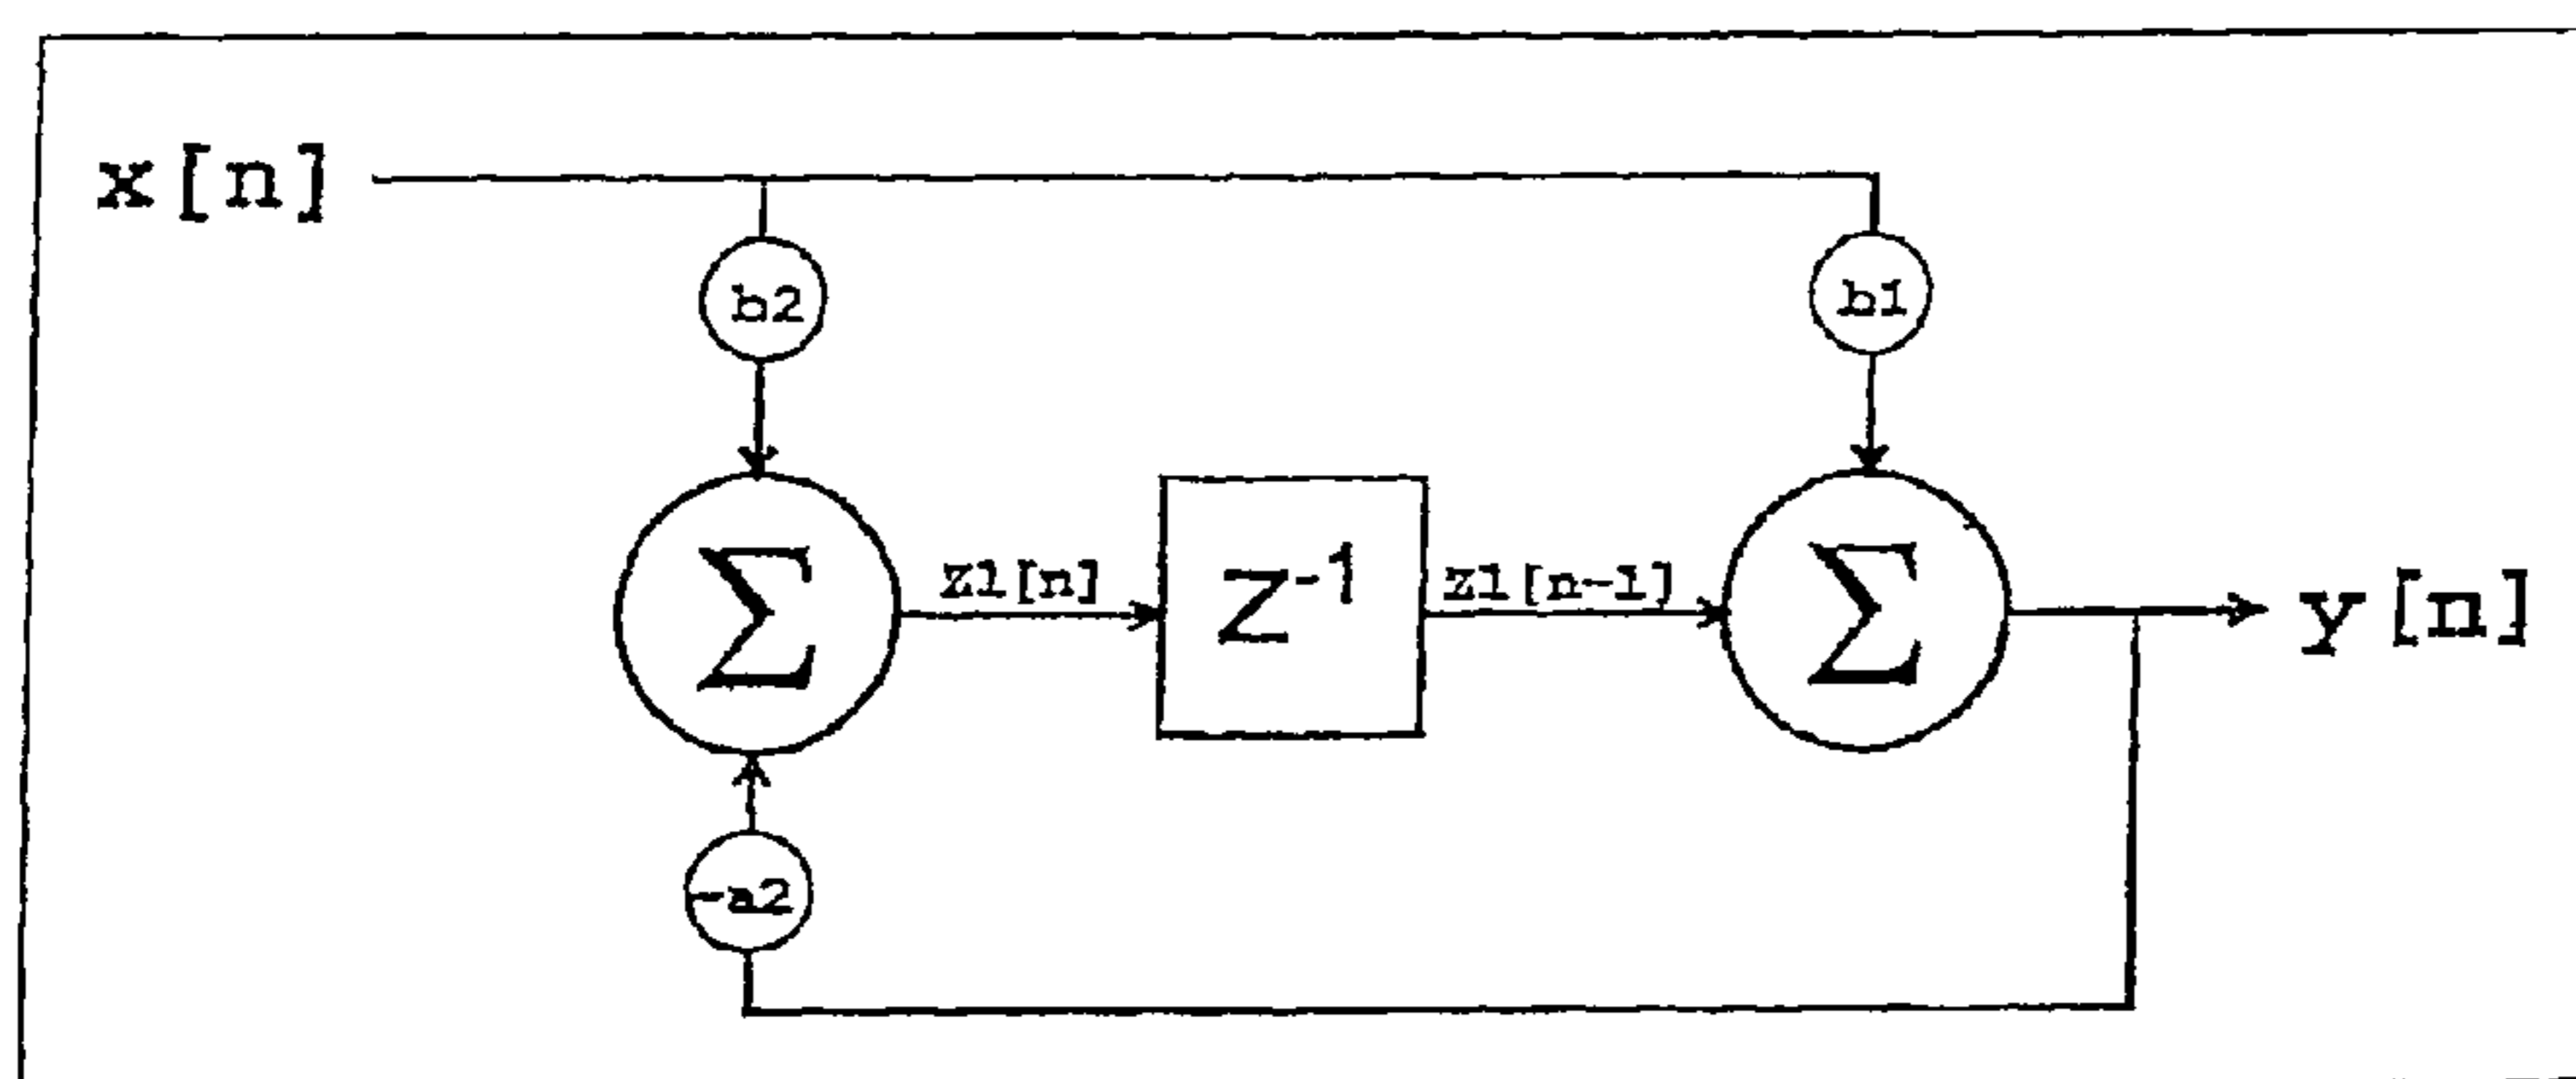 x[n]
b2
b1
Σ
z1[n]
Z-1
z1[n-1]
Σ
y[n]
-a2